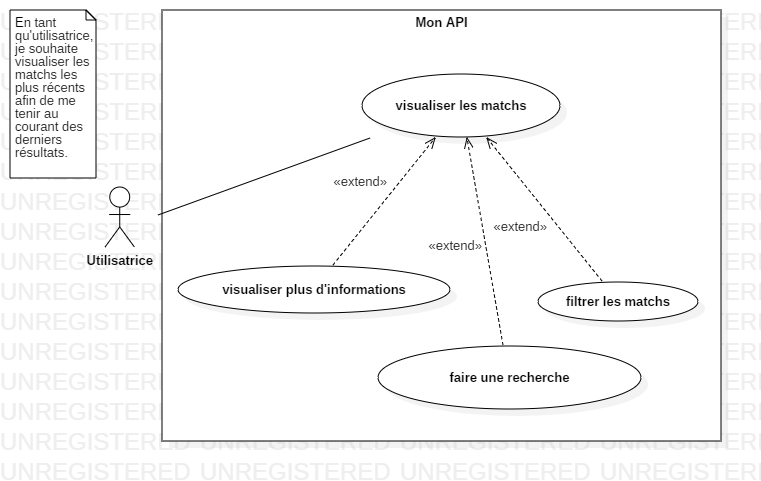 En tant
qu'utilisatrice,
je souhaite
visualiser les
matchs les
plus récents
afin de me
tenir au
courant des
derniers
résultats.
Mon API
visualiser les matchs
«extend»
«extend»
«extend»
Utilisatrice
visualiser plus d'informations
filtrer les matchs
faire une recherche
UNREGISTERED UNREGISTERED UNREGISTERED UNREGISTERED